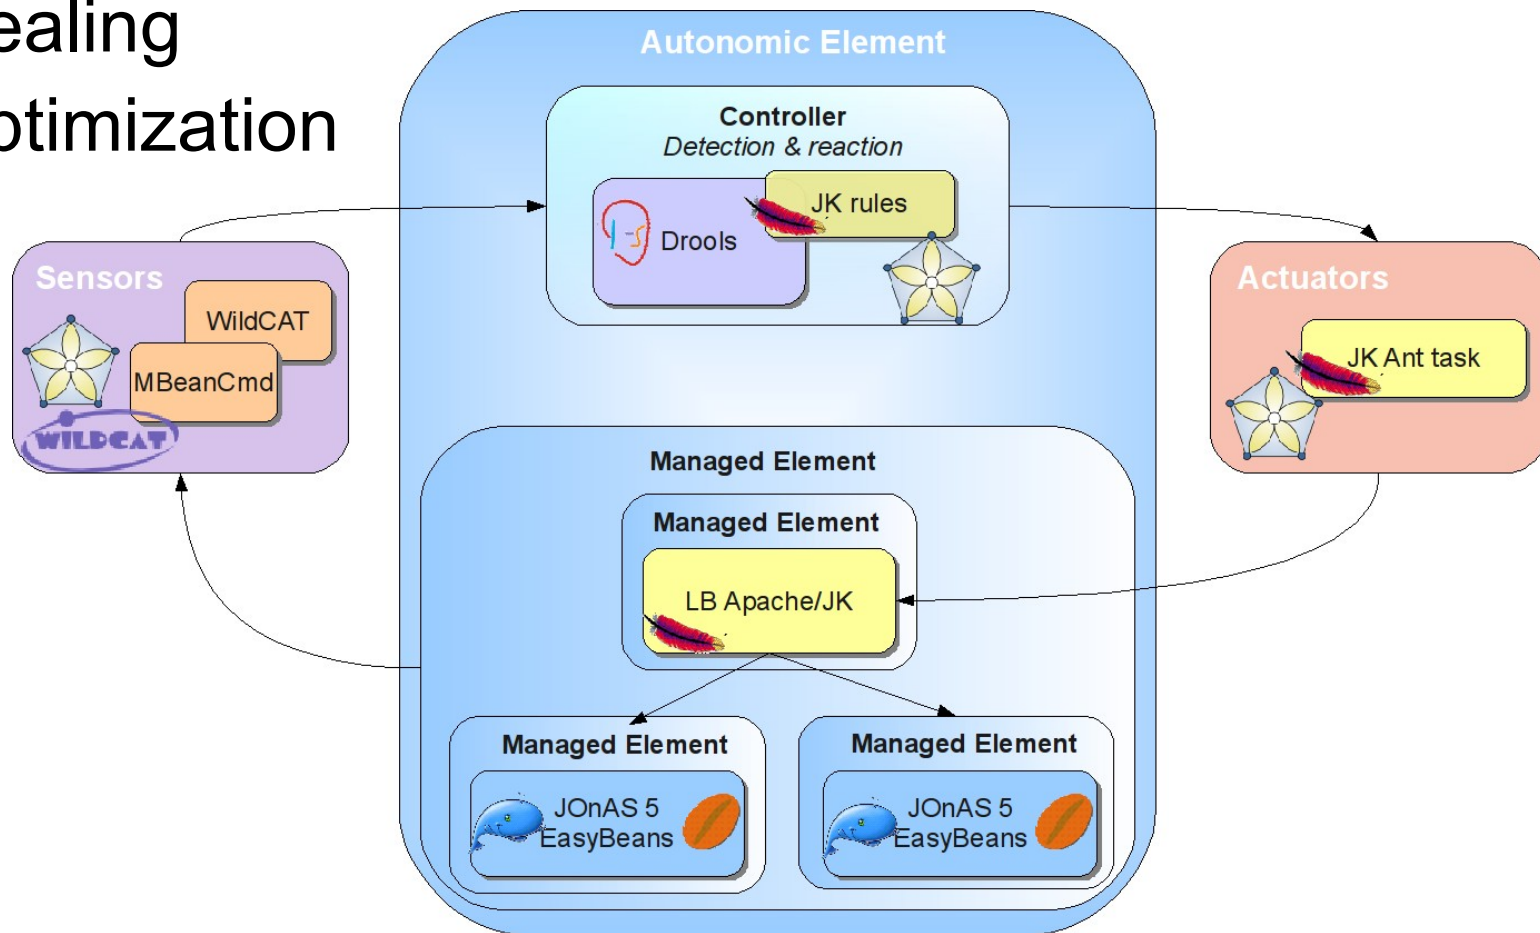 ealing
ptimization
Autonomic Element
Controller
Detection & reaction
JK rules
Drools
Sensors
WildCAT
MBeanCmd
WILDCAT
Actuators
JK Ant task
Managed Element
Managed Element
LB Apache/JK
Managed Element
JOnAS 5
EasyBeans
Managed Element
JOnAS 5
EasyBeans